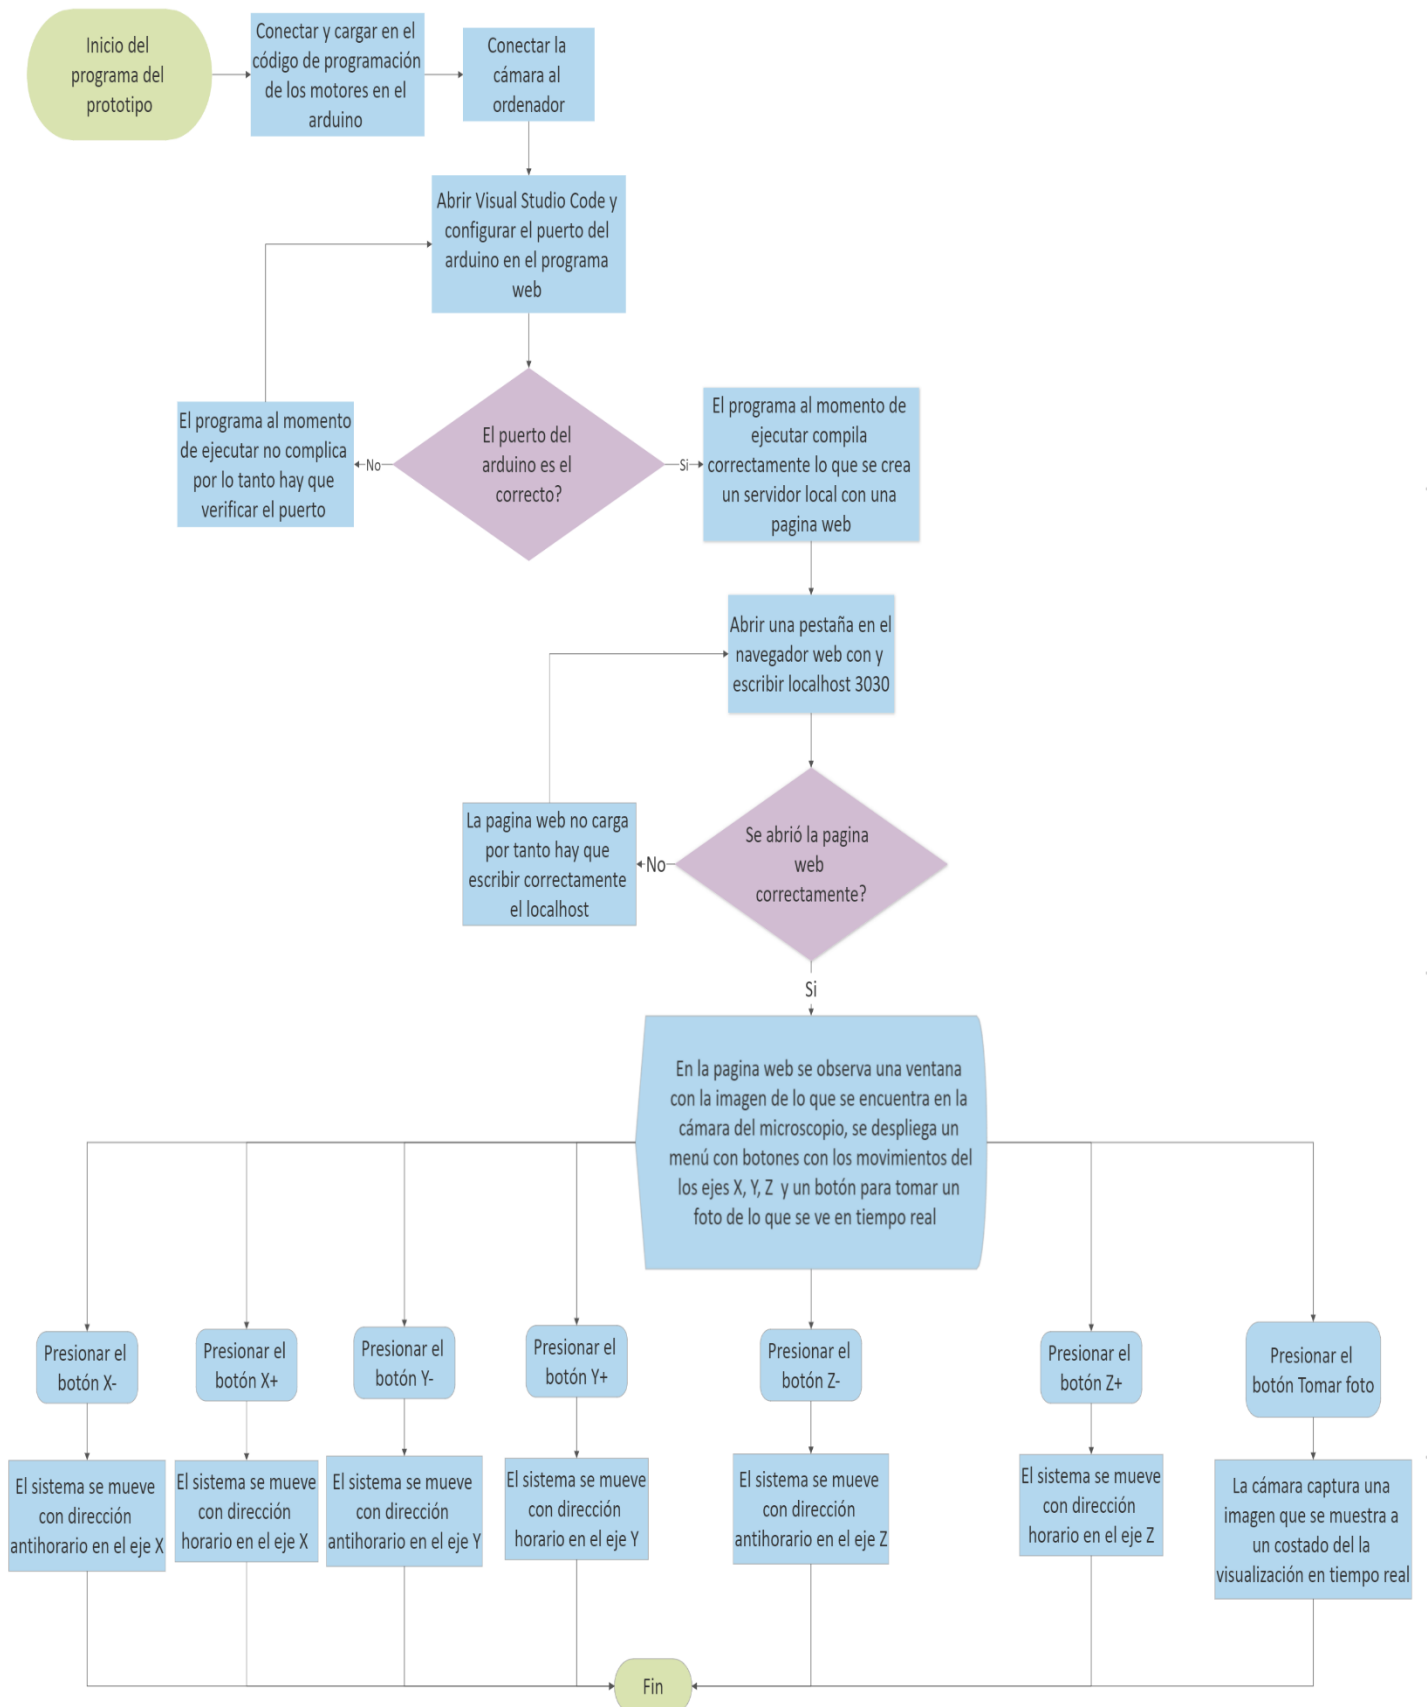 Inicio del
programa del
prototipo
Conectar y cargar en el
código de programación
de los motores en el
arduino
Conectar la
cámara al
ordenador
Abrir Visual Studio Code y
configurar el puerto del
arduino en el programa
web
El puerto del
arduino es el
correcto?
No
El programa al momento
de ejecutar no complica
por lo tanto hay que
verificar el puerto
Si
El programa al momento de
ejecutar compila
correctamente lo que se crea
un servidor local con una
pagina web
Abrir una pestaña en el
navegador web con y
escribir localhost 3030
Se abrió la pagina
web
correctamente?
No
La pagina web no carga
por tanto hay que
escribir correctamente
el localhost
Si
En la pagina web se observa una ventana
con la imagen de lo que se encuentra en la
cámara del microscopio, se despliega un
menú con botones con los movimientos del
los ejes X, Y, Z y un botón para tomar un
foto de lo que se ve en tiempo real
Presionar el
botón X-
Presionar el
botón X+
Presionar el
botón Y-
Presionar el
botón Y+
Presionar el
botón Z-
Presionar el
botón Z+
Presionar el
botón Tomar foto
El sistema se mueve
con dirección
antihorario en el eje X
El sistema se mueve
con dirección
horario en el eje X
El sistema se mueve
con dirección
antihorario en el eje Y
El sistema se mueve
con dirección
horario en el eje Y
El sistema se mueve
con dirección
antihorario en el eje Z
El sistema se mueve
con dirección
horario en el eje Z
La cámara captura una
imagen que se muestra a
un costado del la
visualización en tiempo real
Fin